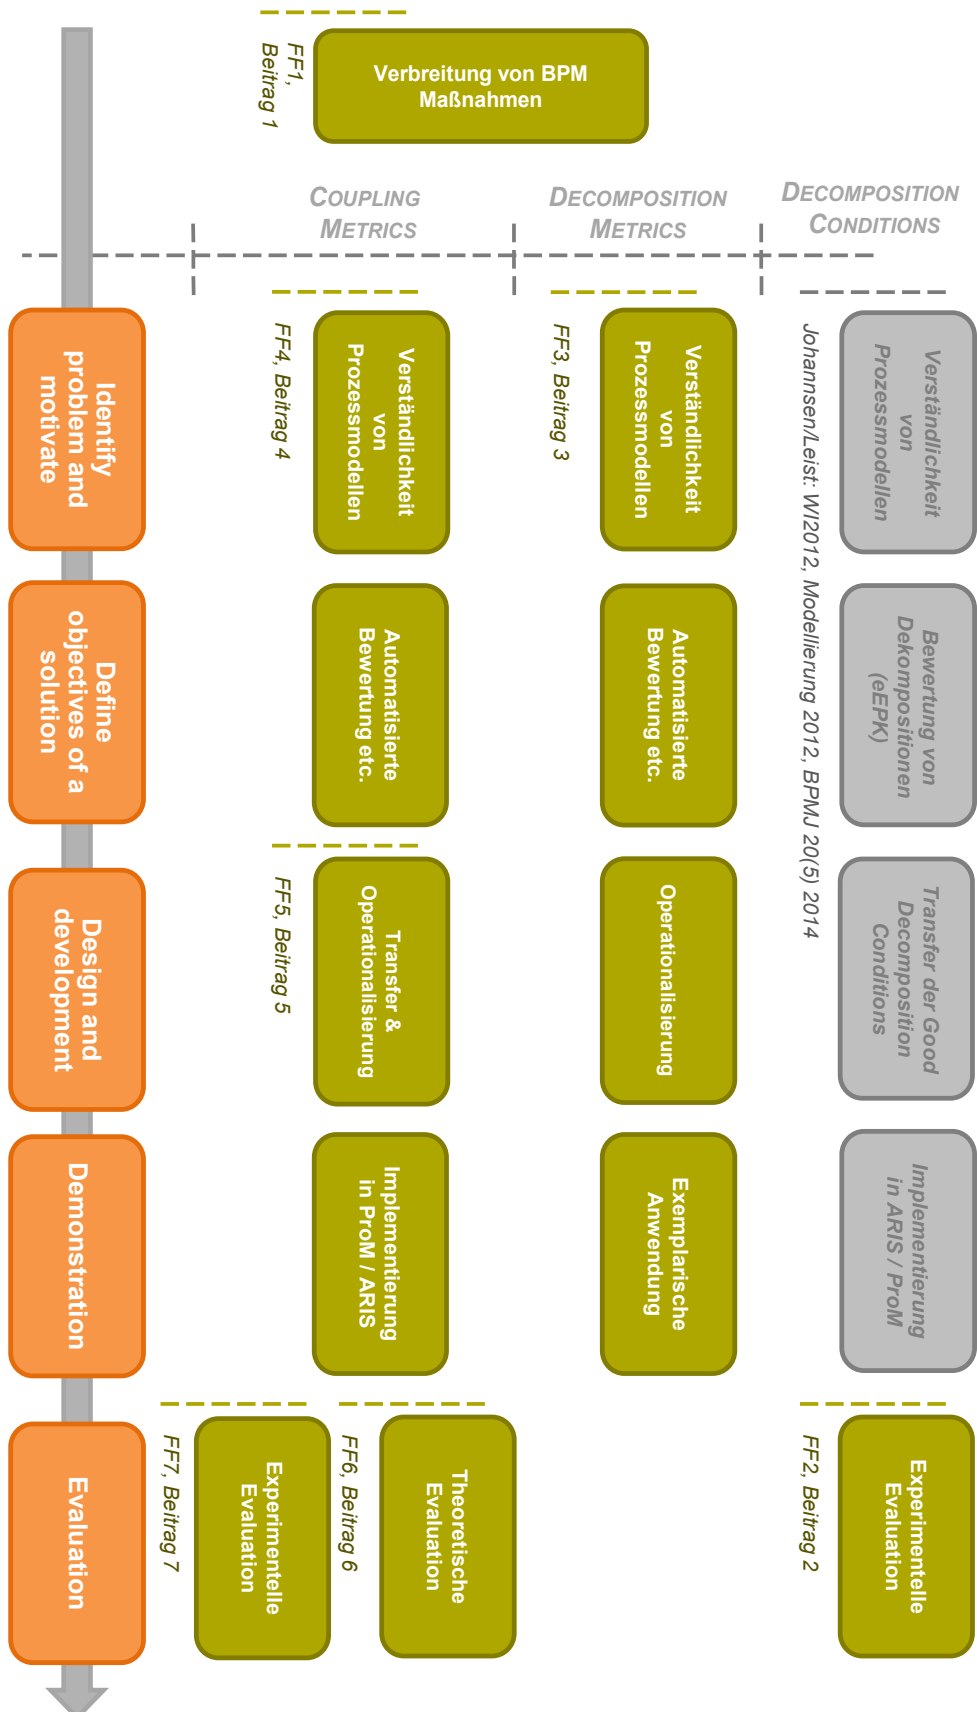 Verbreitung von BPM
Maßnahmen
FF1,
Beitrag 1
DECOMPOSITION
CONDITIONS
Verständlichkeit
von
Prozessmodellen
Bewertung von
Dekompositionen
(eEPK)
Transfer der Good
Decomposition
Conditions
Implementierung
in ARIS / ProM
Experimentelle
Evaluation
Johannsen/Leist: WI2012, Modellierung 2012, BPMJ 20(5) 2014
FF2, Beitrag 2
DECOMPOSITION
METRICS
Verständlichkeit
von
Prozessmodellen
Automatisierte
Bewertung etc.
Operationalisierung
Exemplarische
Anwendung
FF3, Beitrag 3
COUPLING
METRICS
Verständlichkeit
von
Prozessmodellen
Automatisierte
Bewertung etc.
Transfer &
Operationalisierung
Implementierung
in ProM / ARIS
Theoretische
Evaluation
FF4, Beitrag 4
FF5, Beitrag 5
FF6, Beitrag 6
Experimentelle
Evaluation
FF7, Beitrag 7
Identify
problem and
motivate
Define
objectives of a
solution
Design and
development
Demonstration
Evaluation